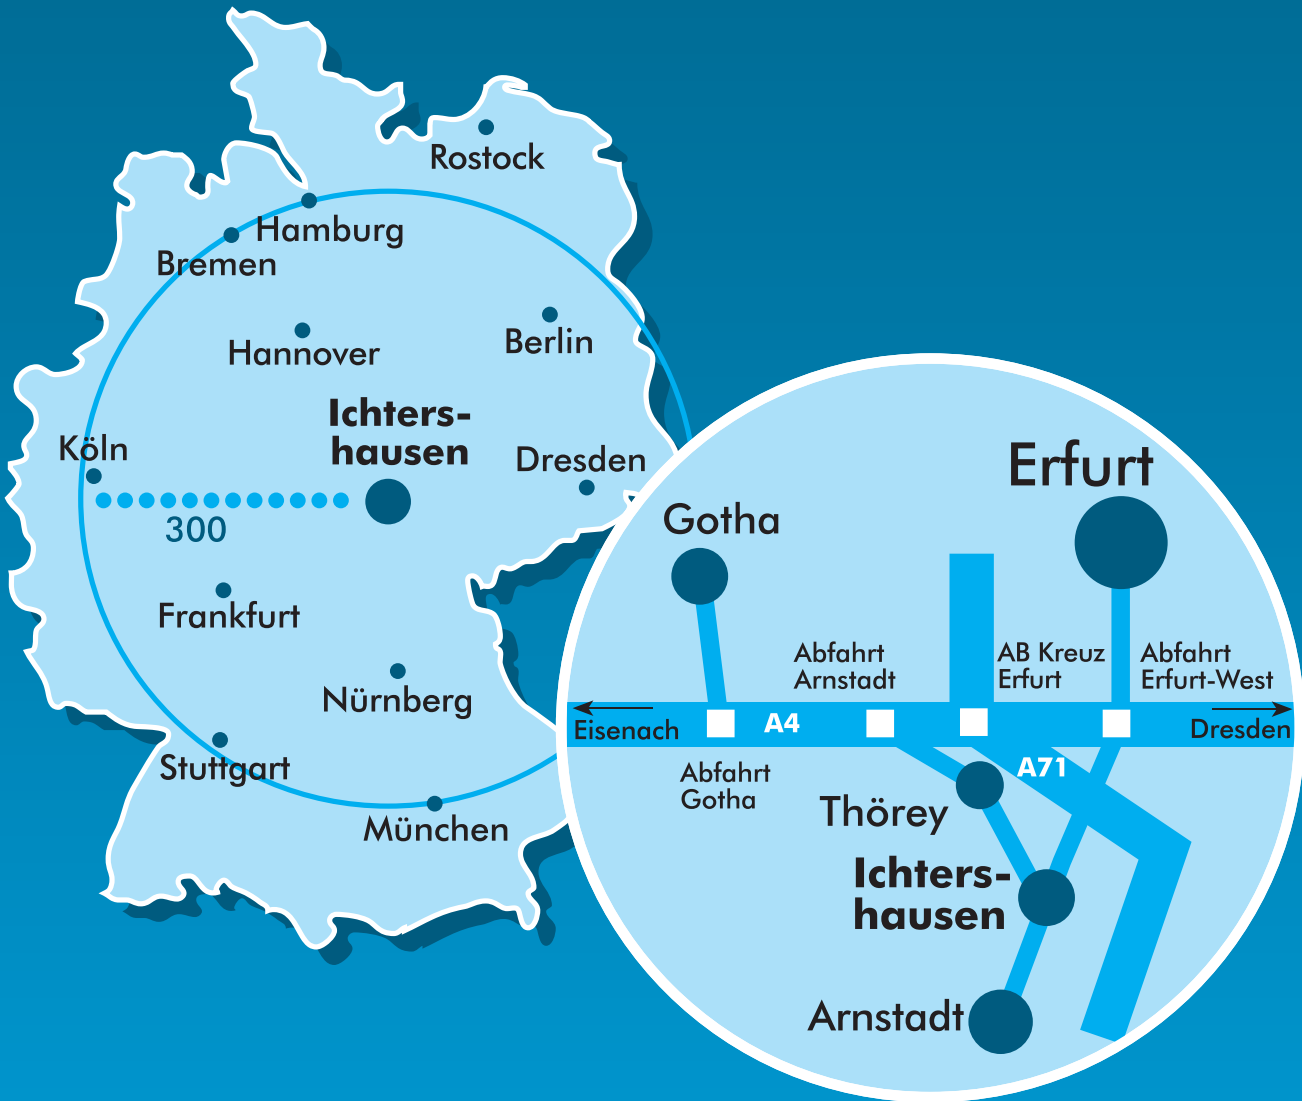 Rostock
Hamburg
Bremen
Hannover
Berlin
Ichters-
hausen
Köln
Dresden
300
Frankfurt
Nürnberg
Stuttgart
München
Erfurt
Gotha
Abfahrt
Arnstadt
AB Kreuz
Erfurt
Abfahrt
Erfurt-West
Eisenach
A4
Dresden
Abfahrt
Gotha
A71
Thörey
Ichters-
hausen
Arnstadt